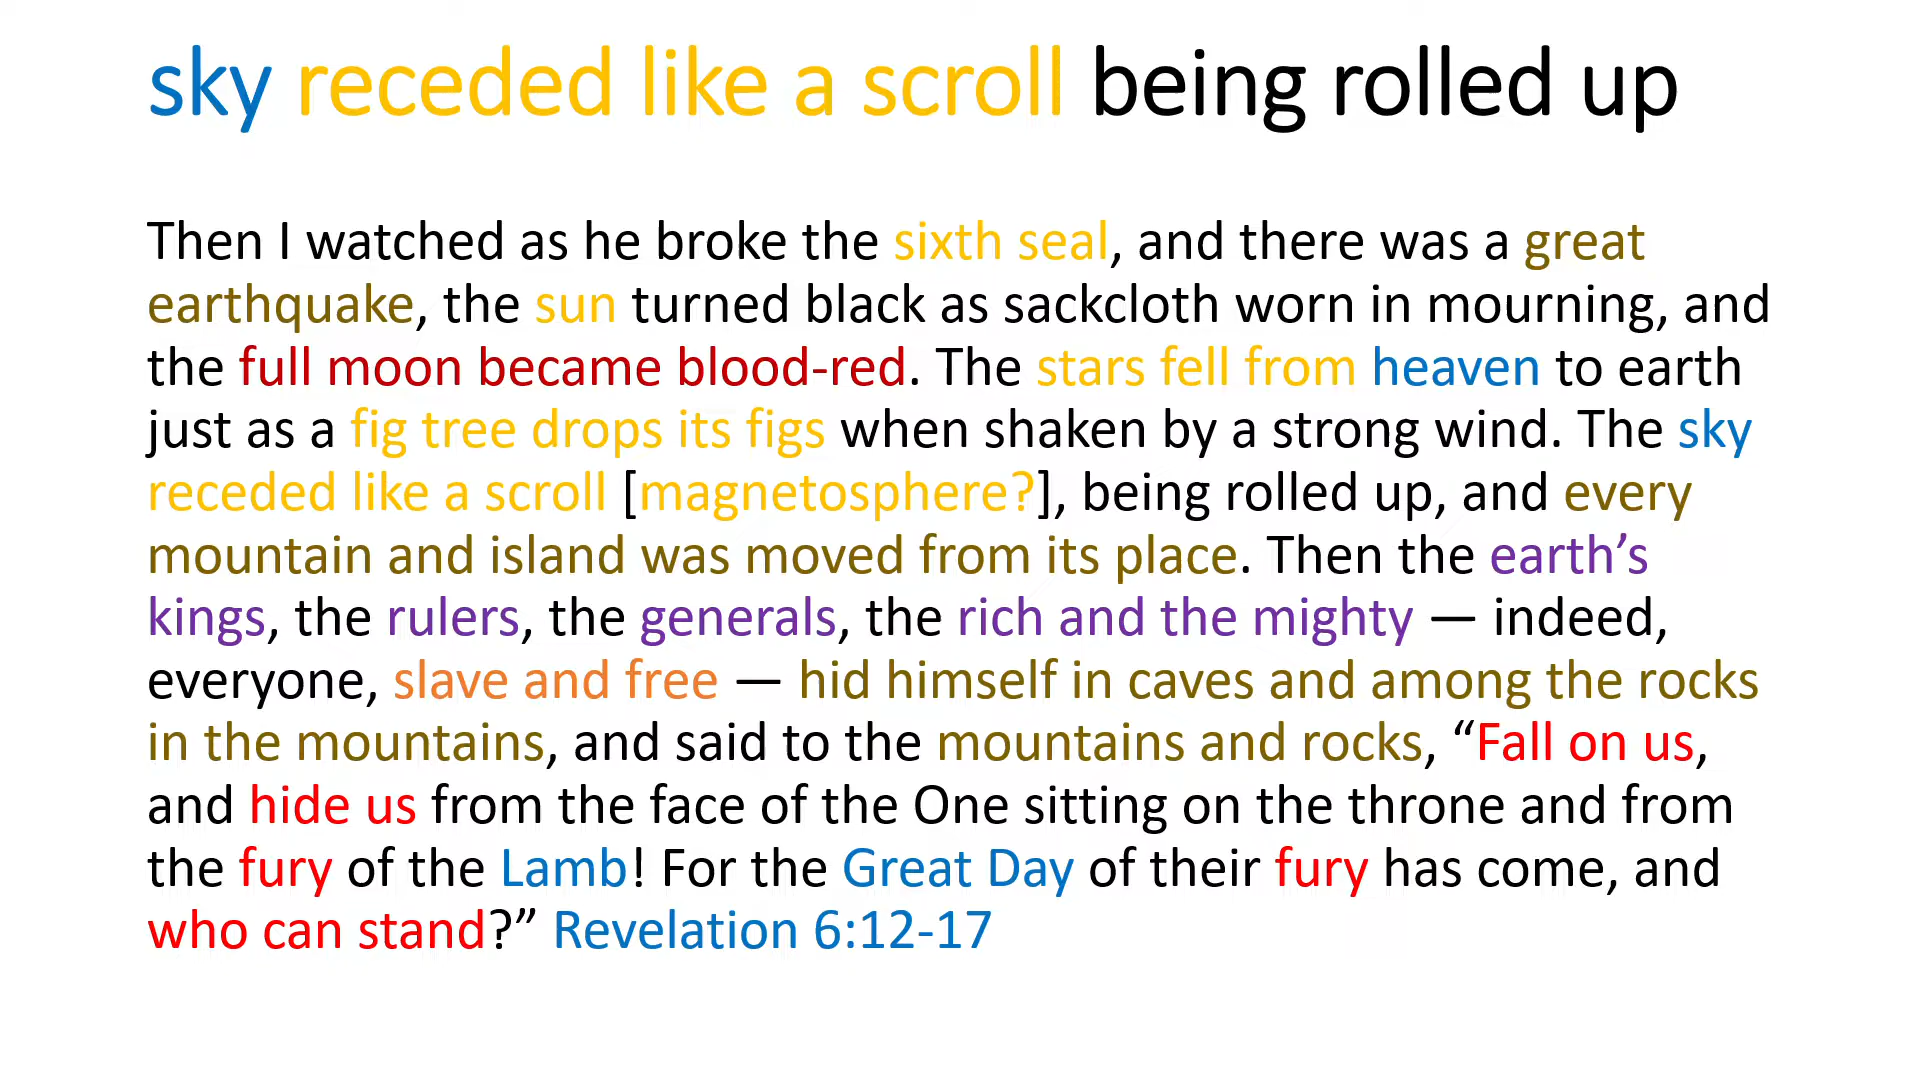 sky receded like a scroll being rolled up
Then I watched as he broke the sixth seal, and there was a great
earthquake, the sun turned black as sackcloth worn in mourning, and
the full moon became blood-red. The stars fell from heaven to earth
just as a fig tree drops its figs when shaken by a strong wind. The sky
receded like a scroll [magnetosphere?], being rolled up, and every
mountain and island was moved from its place. Then the earth’s
kings, the rulers, the generals, the rich and the mighty — indeed,
everyone, slave and free — hid himself in caves and among the rocks
in the mountains, and said to the mountains and rocks, “Fall on us,
and hide us from the face of the One sitting on the throne and from
the fury of the Lamb! For the Great Day of their fury has come, and
who can stand?” Revelation 6:12-17